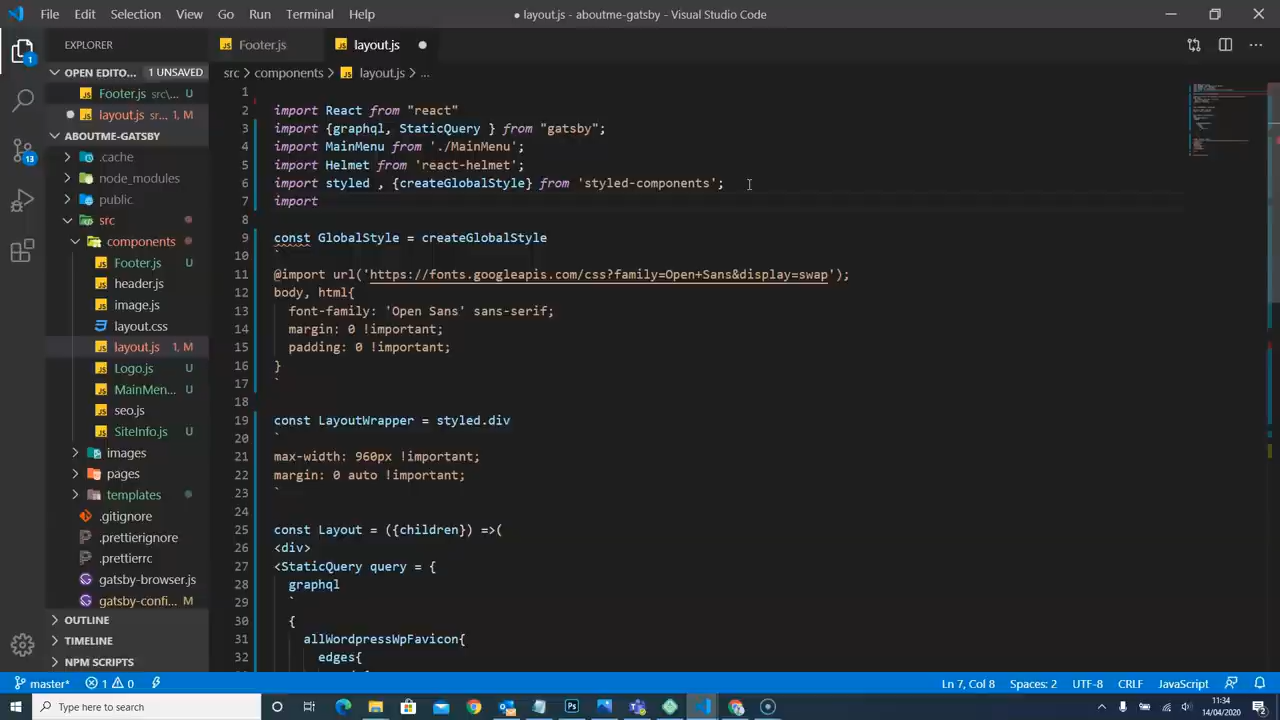 File Edit Selection View Go Run Terminal Help
● layout.js - aboutme-gatsby - Visual Studio Code
EXPLORER
Footer.js
layout.js
OPEN EDITO... 1 UNSAVED
src > components > layout.js > ...
Footer.js src\... U
layout.js sr... 1, M
ABOUTME-GATSBY
.cache
node_modules
public
src
components
Footer.js U
header.js
image.js
layout.css
layout.js 1, M
Logo.js U
MainMen... U
seo.js
SiteInfo.js U
images
pages
templates
.gitignore
.prettierignore
.prettierrc
gatsby-browser.js
gatsby-confi... M
OUTLINE
TIMELINE
NPM SCRIPTS
1
2 import React from "react"
3 import {graphql, StaticQuery } from "gatsby";
4 import MainMenu from './MainMenu';
5 import Helmet from 'react-helmet';
6 import styled , {createGlobalStyle} from 'styled-components';
7 import
8
9 const GlobalStyle = createGlobalStyle
10 `
11 @import url('https://fonts.googleapis.com/css?family=Open+Sans&display=swap');
12 body, html{
13 font-family: 'Open Sans' sans-serif;
14 margin: 0 !important;
15 padding: 0 !important;
16 }
17 `
18
19 const LayoutWrapper = styled.div
20 `
21 max-width: 960px !important;
22 margin: 0 auto !important;
23 `
24
25 const Layout = ({children}) =>(
26 <div>
27 <StaticQuery query = {
28 graphql
29 `
30 {
31 allWordpressWpFavicon{
32 edges{
1
13
master* 1 0
Ln 7, Col 8 Spaces: 2 UTF-8 CRLF JavaScript
Type here to search
11:34
14/04/2020